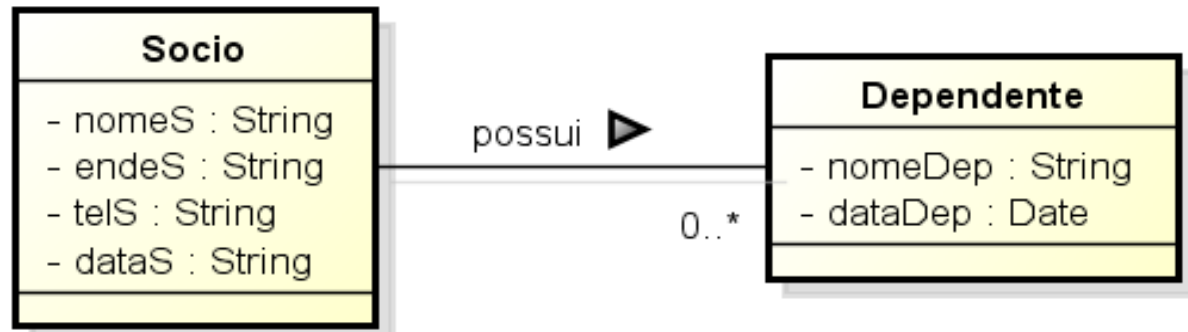 Socio
- nomeS : String
- endeS : String
- telS : String
- dataS : String
possui
0..*
Dependente
- nomeDep : String
- dataDep : Date